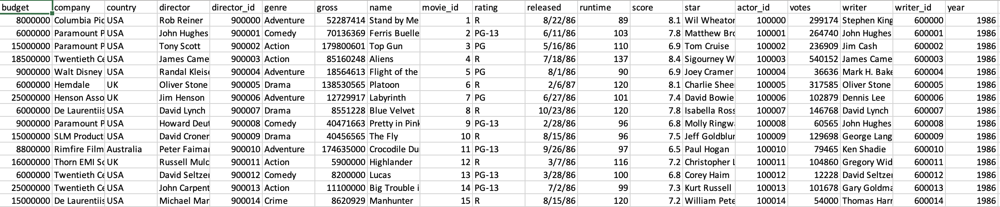 budget company country director director_id genre gross name movie_id rating released runtime score star actor_id votes writer writer_id year
8000000 Columbia Pic USA Rob Reiner 900000 Adventure 52287414 Stand by Me 1 R 8/22/86 89 8.1 Wil Wheaton 100000 299174 Stephen King 600000 1986
6000000 Paramount P USA John Hughes 900001 Comedy 70136369 Ferris Buelle 2 PG-13 6/11/86 103 7.8 Matthew Bro 100001 264740 John Hughes 600001 1986
15000000 Paramount P USA Tony Scott 900002 Action 179800601 Top Gun 3 PG 5/16/86 110 6.9 Tom Cruise 100002 236909 Jim Cash 600002 1986
18500000 Twentieth Ce USA James Came 900003 Action 85160248 Aliens 4 R 7/18/86 137 8.4 Sigourney W 100003 540152 James Came 600003 1986
9000000 Walt Disney USA Randal Kleise 900004 Adventure 18564613 Flight of the 5 PG 8/1/86 90 6.9 Joey Cramer 100004 36636 Mark H. Bake 600004 1986
6000000 Hemdale UK Oliver Stone 900005 Drama 138530565 Platoon 6 R 2/6/87 120 8.1 Charlie Shee 100005 317585 Oliver Stone 600005 1986
25000000 Henson Asso UK Jim Henson 900006 Adventure 12729917 Labyrinth 7 PG 6/27/86 101 7.4 David Bowie 100006 102879 Dennis Lee 600006 1986
6000000 De Laurentiis USA David Lynch 900007 Drama 8551228 Blue Velvet 8 R 10/23/86 120 7.8 Isabella Ross 100007 146768 David Lynch 600007 1986
9000000 Paramount P USA Howard Deut 900008 Comedy 40471663 Pretty in Pink 9 PG-13 2/28/86 96 6.8 Molly Ringwa 100008 60565 John Hughes 600008 1986
15000000 SLM Producti USA David Croner 900009 Drama 40456565 The Fly 10 R 8/15/86 96 7.5 Jeff Goldblur 100009 129698 George Lang 600009 1986
8800000 Rimfire Film Australia Peter Faimar 900010 Adventure 174635000 Crocodile Du 11 PG-13 9/26/86 97 6.5 Paul Hogan 100010 79465 Ken Shadie 600010 1986
16000000 Thorn EMI Sc UK Russell Mulc 900011 Action 5900000 Highlander 12 R 3/7/86 116 7.2 Christopher L 100011 104860 Gregory Wid 600011 1986
6000000 Twentieth Ce USA David Seltzer 900012 Comedy 8200000 Lucas 13 PG-13 3/28/86 100 6.8 Corey Haim 100012 12228 David Seltzer 600012 1986
25000000 Twentieth Ce USA John Carpent 900013 Action 11100000 Big Trouble i 14 PG-13 7/2/86 99 7.3 Kurt Russell 100013 101678 Gary Goldma 600013 1986
15000000 De Laurentiis USA Michael Mar 900014 Crime 8620929 Manhunter 15 R 8/15/86 120 7.2 William Pete 100014 54000 Thomas Harr 600014 1986